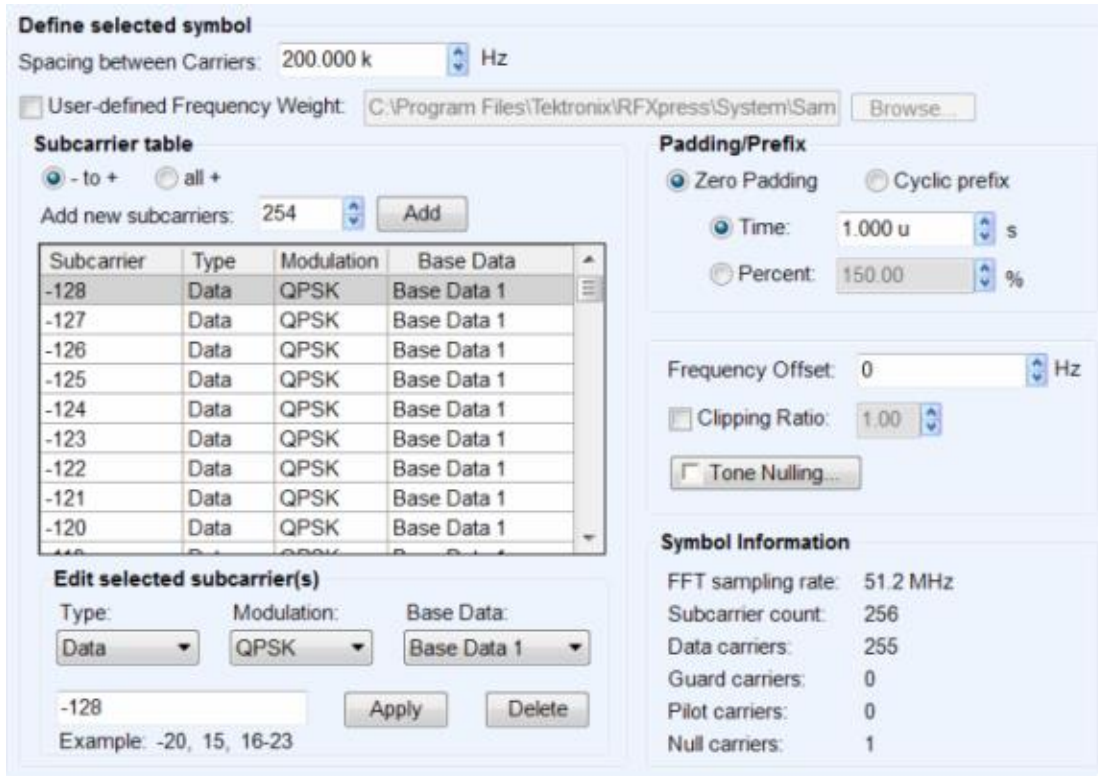 Define selected symbol
Spacing between Carriers: 200.000 k Hz
User-defined Frequency Weight: C:\Program Files\Tektronix\RFXpress\System\Sam Browse...
Subcarrier table
- to + all +
Add new subcarriers: 254 Add
Subcarrier Type Modulation Base Data
-128 Data QPSK Base Data 1
-127 Data QPSK Base Data 1
-126 Data QPSK Base Data 1
-125 Data QPSK Base Data 1
-124 Data QPSK Base Data 1
-123 Data QPSK Base Data 1
-122 Data QPSK Base Data 1
-121 Data QPSK Base Data 1
-120 Data QPSK Base Data 1
Edit selected subcarrier(s)
Type: Modulation: Base Data:
Data QPSK Base Data 1
-128 Apply Delete
Example: -20, 15, 16-23
Padding/Prefix
Zero Padding Cyclic prefix
Time: 1.000 u s
Percent: 150.00 %
Frequency Offset: 0 Hz
Clipping Ratio: 1.00
Tone Nulling...
Symbol Information
FFT sampling rate: 51.2 MHz
Subcarrier count: 256
Data carriers: 255
Guard carriers: 0
Pilot carriers: 0
Null carriers: 1